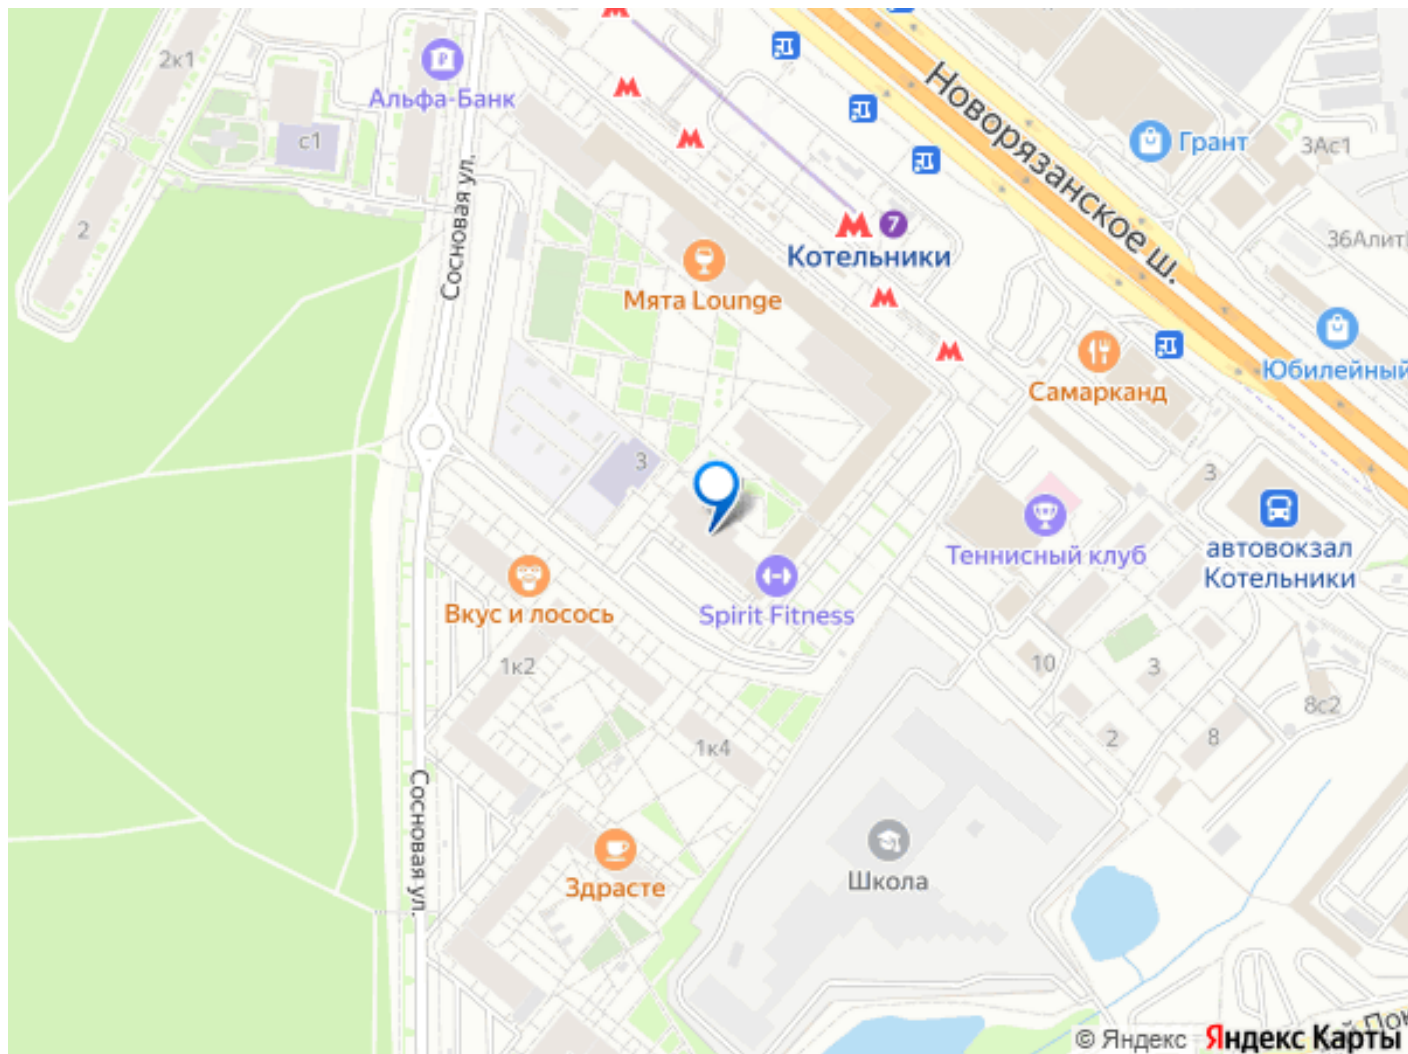 2к1
Альфа-Банк
с1
2
Сосновая ул.
Новорязанское ш.
Грант
3Ас1
7
Котельники
Мята Lounge
Юбилейный
Самарканд
3
3
Теннисный клуб
автовокзал
Котельники
Вкус и лосось
Spirit Fitness
1к2
10
3
8с2
1к4
2
8
Сосновая ул.
Здрасте
Школа
© Яндекс Яндекс Карты